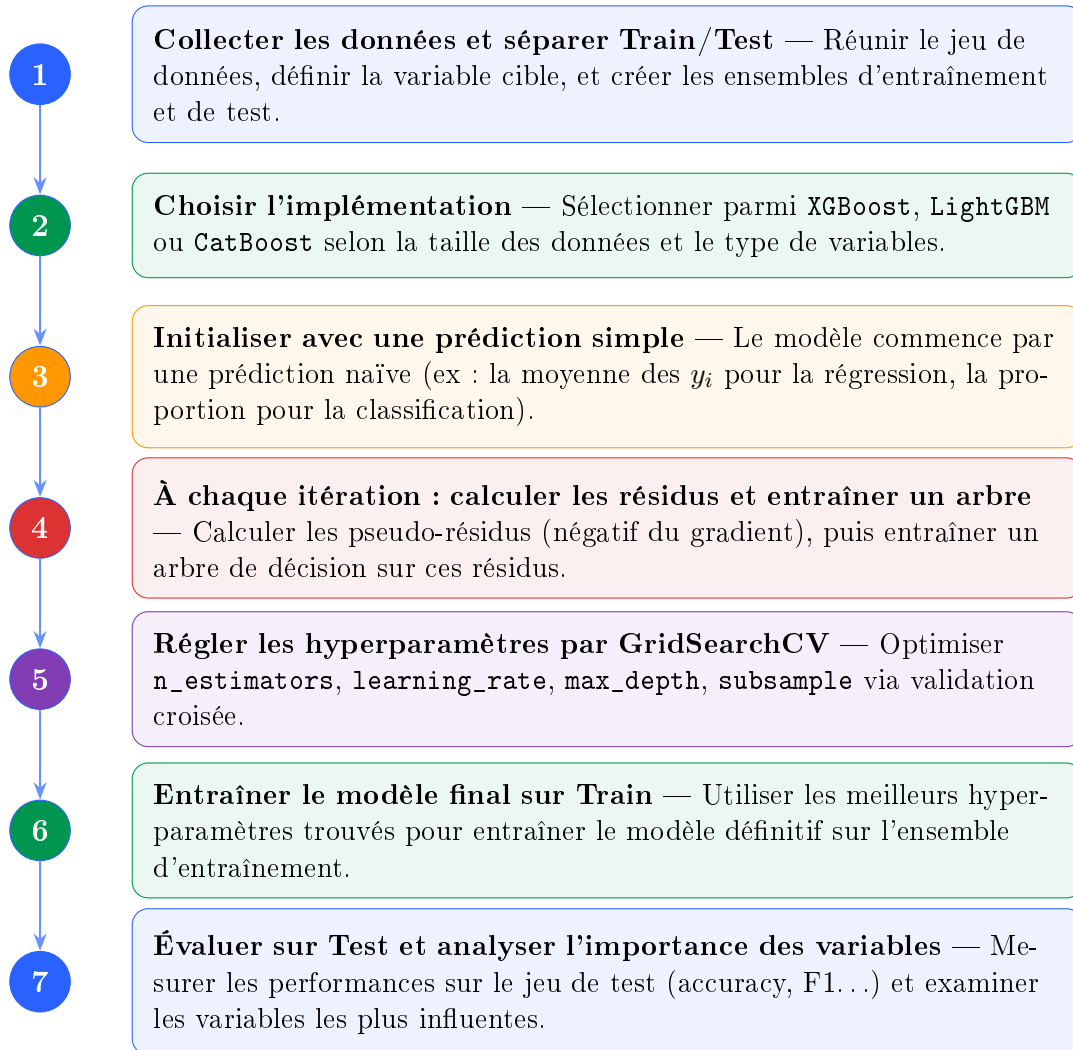 1
Collecter les données et séparer Train/Test — Réunir le jeu de
données, définir la variable cible, et créer les ensembles d'entraînement
et de test.
2
Choisir l'implémentation — Sélectionner parmi XGBoost, LightGBM
ou CatBoost selon la taille des données et le type de variables.
3
Initialiser avec une prédiction simple — Le modèle commence par
une prédiction naïve (ex : la moyenne des y_i pour la régression, la pro-
portion pour la classification).
4
À chaque itération : calculer les résidus et entraîner un arbre
— Calculer les pseudo-résidus (négatif du gradient), puis entraîner un
arbre de décision sur ces résidus.
5
Régler les hyperparamètres par GridSearchCV — Optimiser
n_estimators, learning_rate, max_depth, subsample via validation
croisée.
6
Entraîner le modèle final sur Train — Utiliser les meilleurs hyper-
paramètres trouvés pour entraîner le modèle définitif sur l'ensemble
d'entraînement.
7
Évaluer sur Test et analyser l'importance des variables — Me-
surer les performances sur le jeu de test (accuracy, F1...) et examiner
les variables les plus influentes.